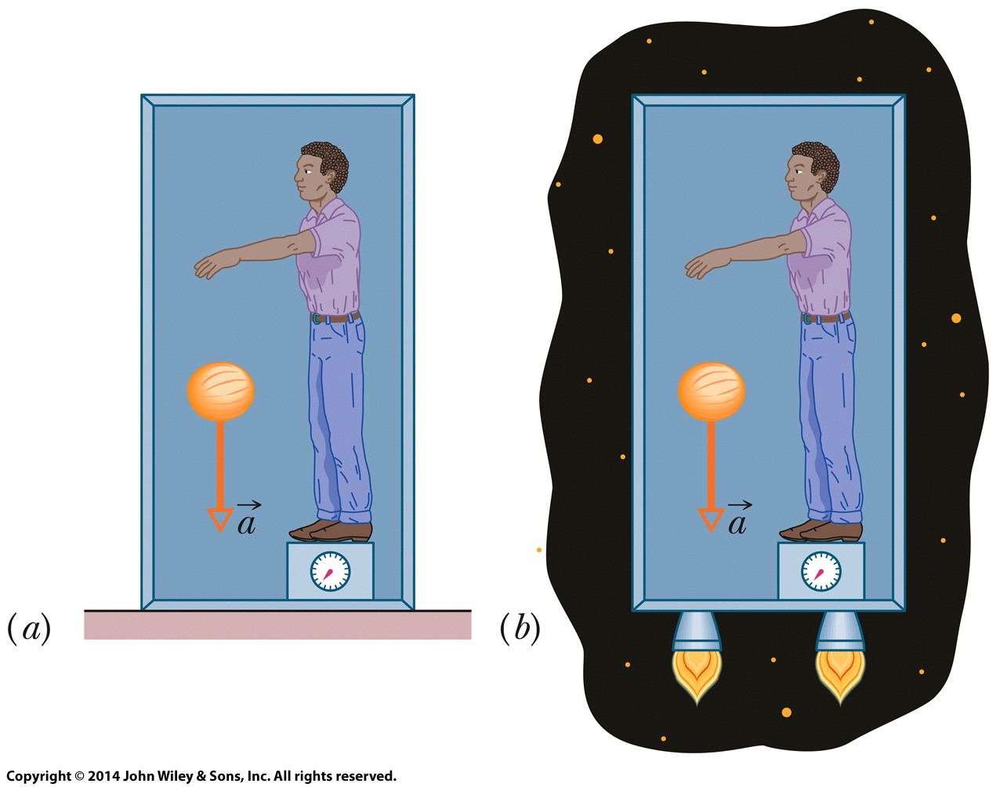 a
a
(a)
(b)
Copyright © 2014 John Wiley & Sons, Inc. All rights reserved.